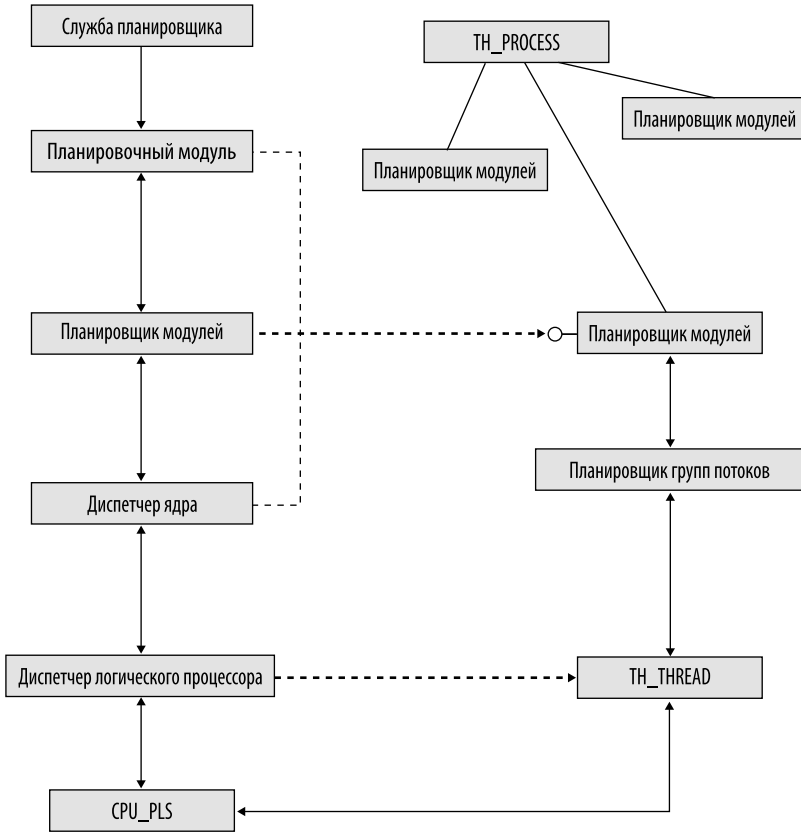 Служба планировщика
TH_PROCESS
Планировщик модулей
Планировочный модуль
Планировщик модулей
Планировщик модулей
Планировщик модулей
Планировщик групп потоков
Диспетчер ядра
Диспетчер логического процессора
TH_THREAD
CPU_PLS